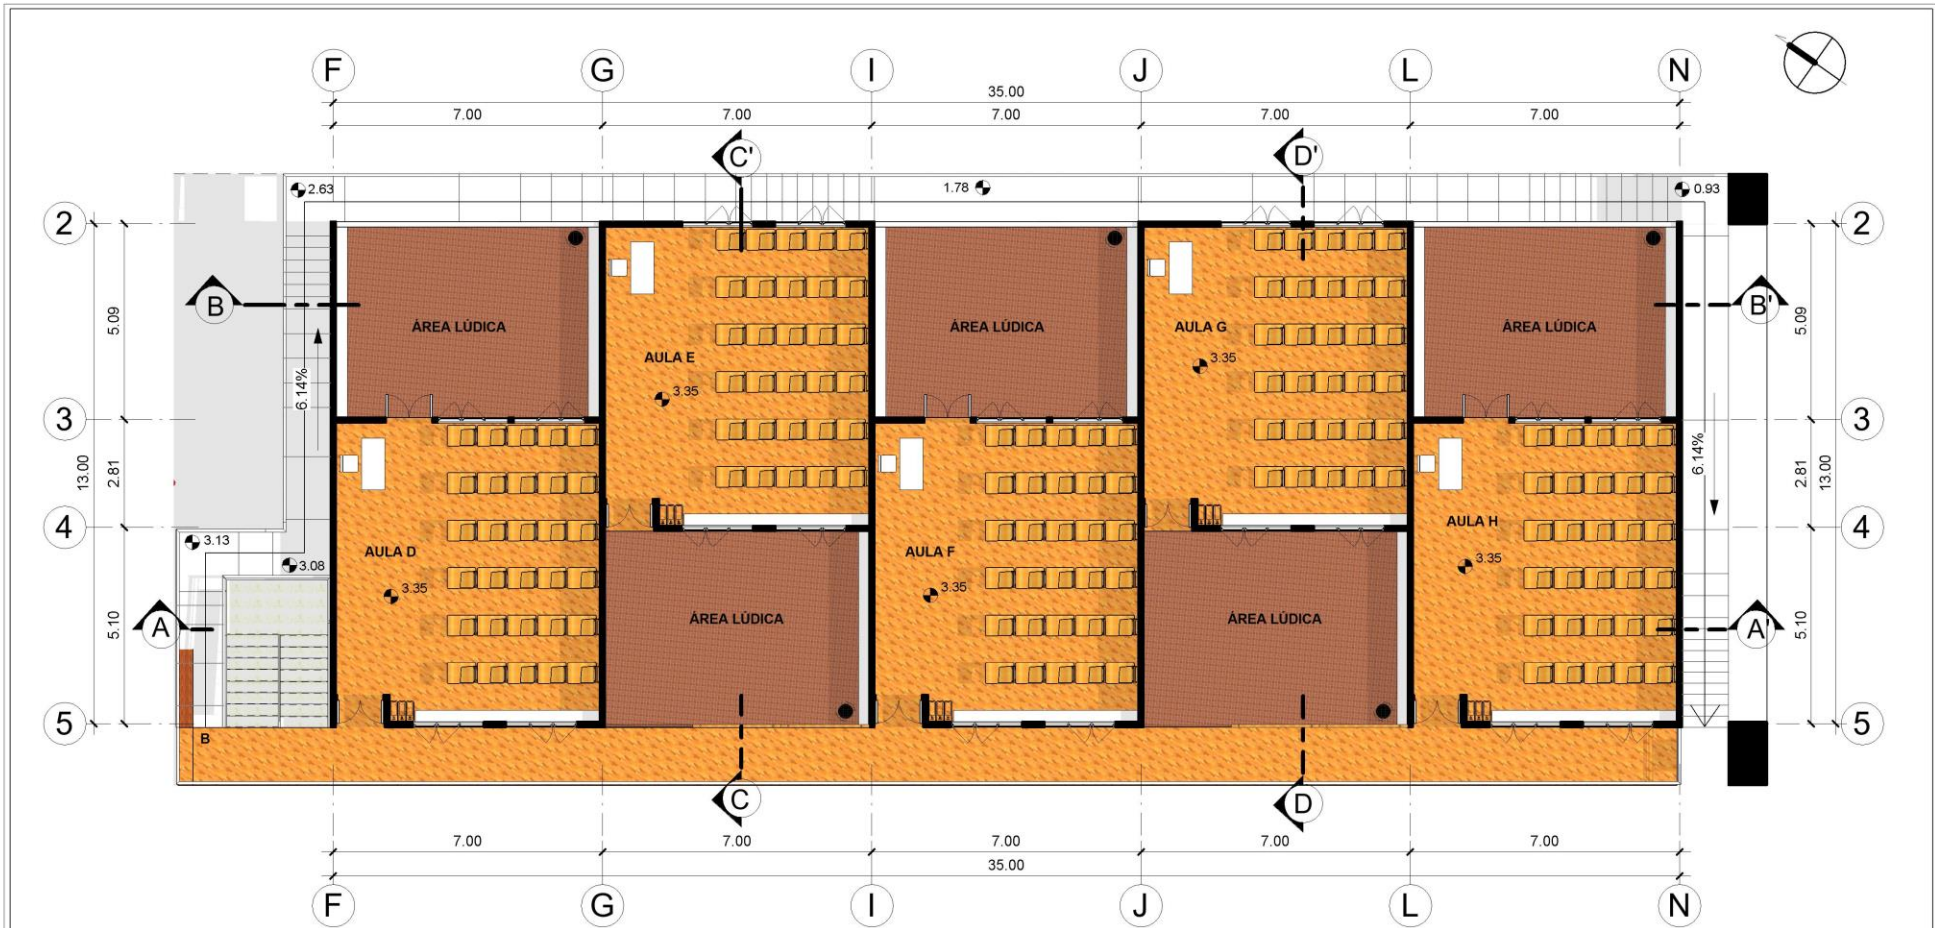 F G I J L N
35.00
7.00 7.00 7.00 7.00 7.00
C' D'
2.63 1.78 0.93
2 2
B B'
5.09 5.09
ÁREA LÚDICA ÁREA LÚDICA AULA G ÁREA LÚDICA
3.35
AULA E
3.35
6.14% 6.14%
3 3
13.00 2.81 2.81 13.00
4 4
3.13
3.08
AULA D AULA F AULA H
3.35 3.35 3.35
5.10 5.10
A A'
ÁREA LÚDICA ÁREA LÚDICA
5 5
B
C D
7.00 7.00 7.00 7.00 7.00
35.00
F G I J L N